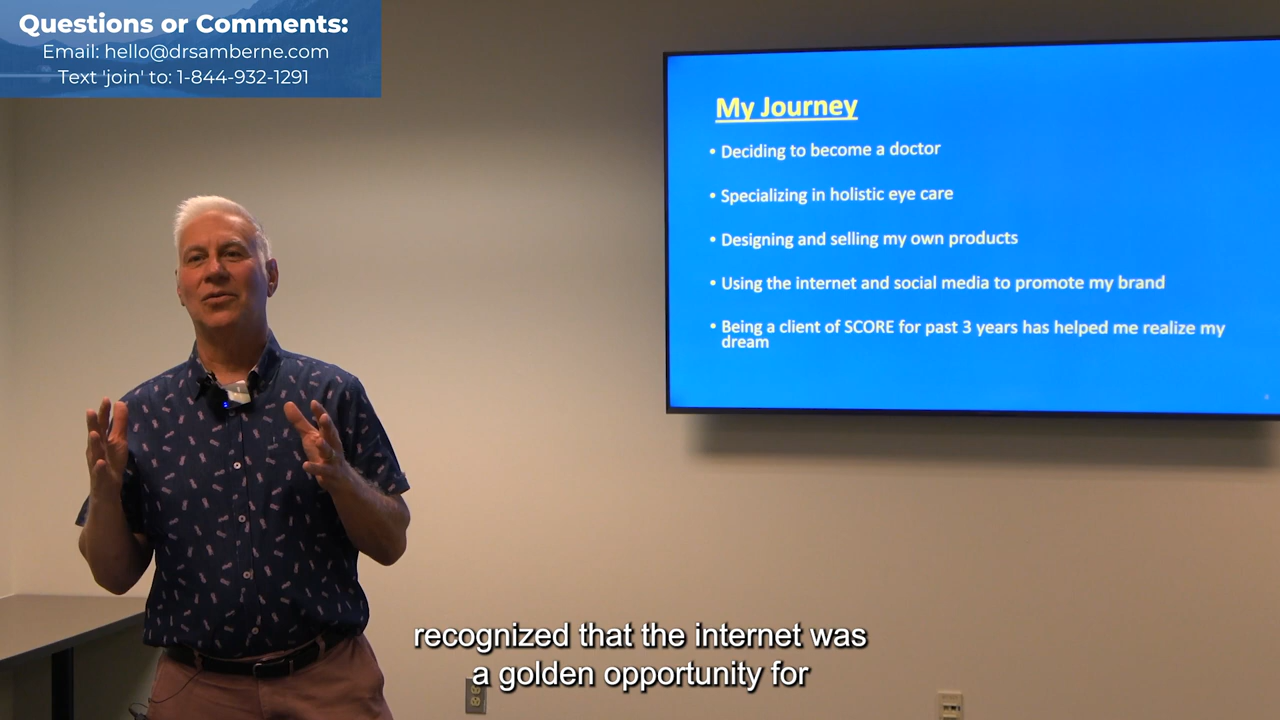 Questions or Comments:
Email: hello@drsamberne.com
Text 'join' to: 1-844-932-1291
My Journey
• Deciding to become a doctor
• Specializing in holistic eye care
• Designing and selling my own products
• Using the internet and social media to promote my brand
• Being a client of SCORE for past 3 years has helped me realize my
dream
recognized that the internet was
a golden opportunity for